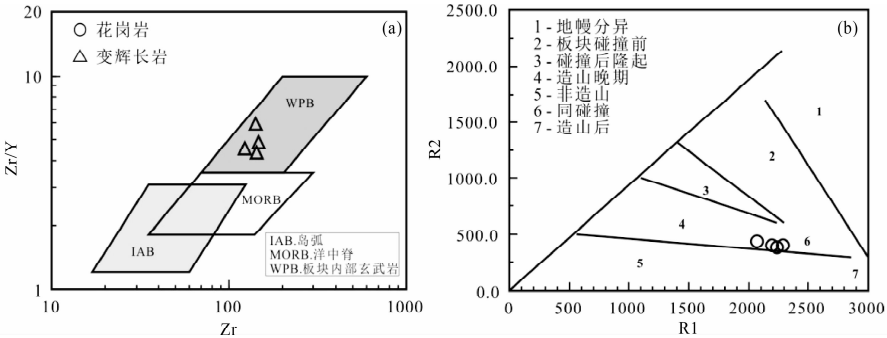 (a)
○ 花岗岩
△ 变辉长岩
WPB
MORB
IAB
IAB.岛弧
MORB.洋中脊
WPB.板块内部玄武岩
20
10
1
Zr/Y
10
100
1000
Zr
(b)
1-地幔分异
2-板块碰撞前
3-碰撞后隆起
4-造山晚期
5-非造山
6-同碰撞
7-造山后
1
2
3
4
5
6
7
2500.0
2000.0
1500.0
1000.0
500.0
0.0
R2
0
500
1000
1500
2000
2500
3000
R1